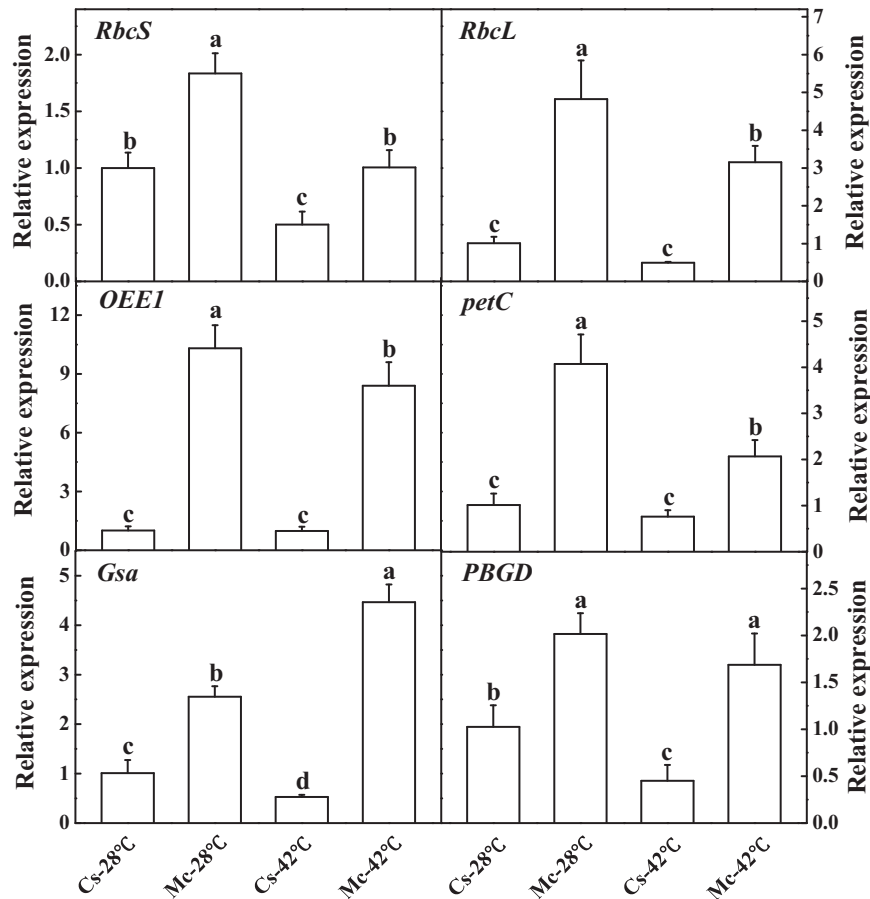 RbcS
RbcL
Relative expression
2.0
1.5
1.0
0.5
0.0
b
a
c
b
c
a
c
b
7
6
5
4
3
2
1
0
Relative expression
OEE1
petC
Relative expression
12
9
6
3
0
c
a
c
b
c
a
c
b
5
4
3
2
1
0
Relative expression
Gsa
PBGD
Relative expression
5
4
3
2
1
0
c
b
d
a
b
a
c
a
2.5
2.0
1.5
1.0
0.5
0.0
Relative expression
Cs-28℃
Mc-28℃
Cs-42℃
Mc-42℃
Cs-28℃
Mc-28℃
Cs-42℃
Mc-42℃